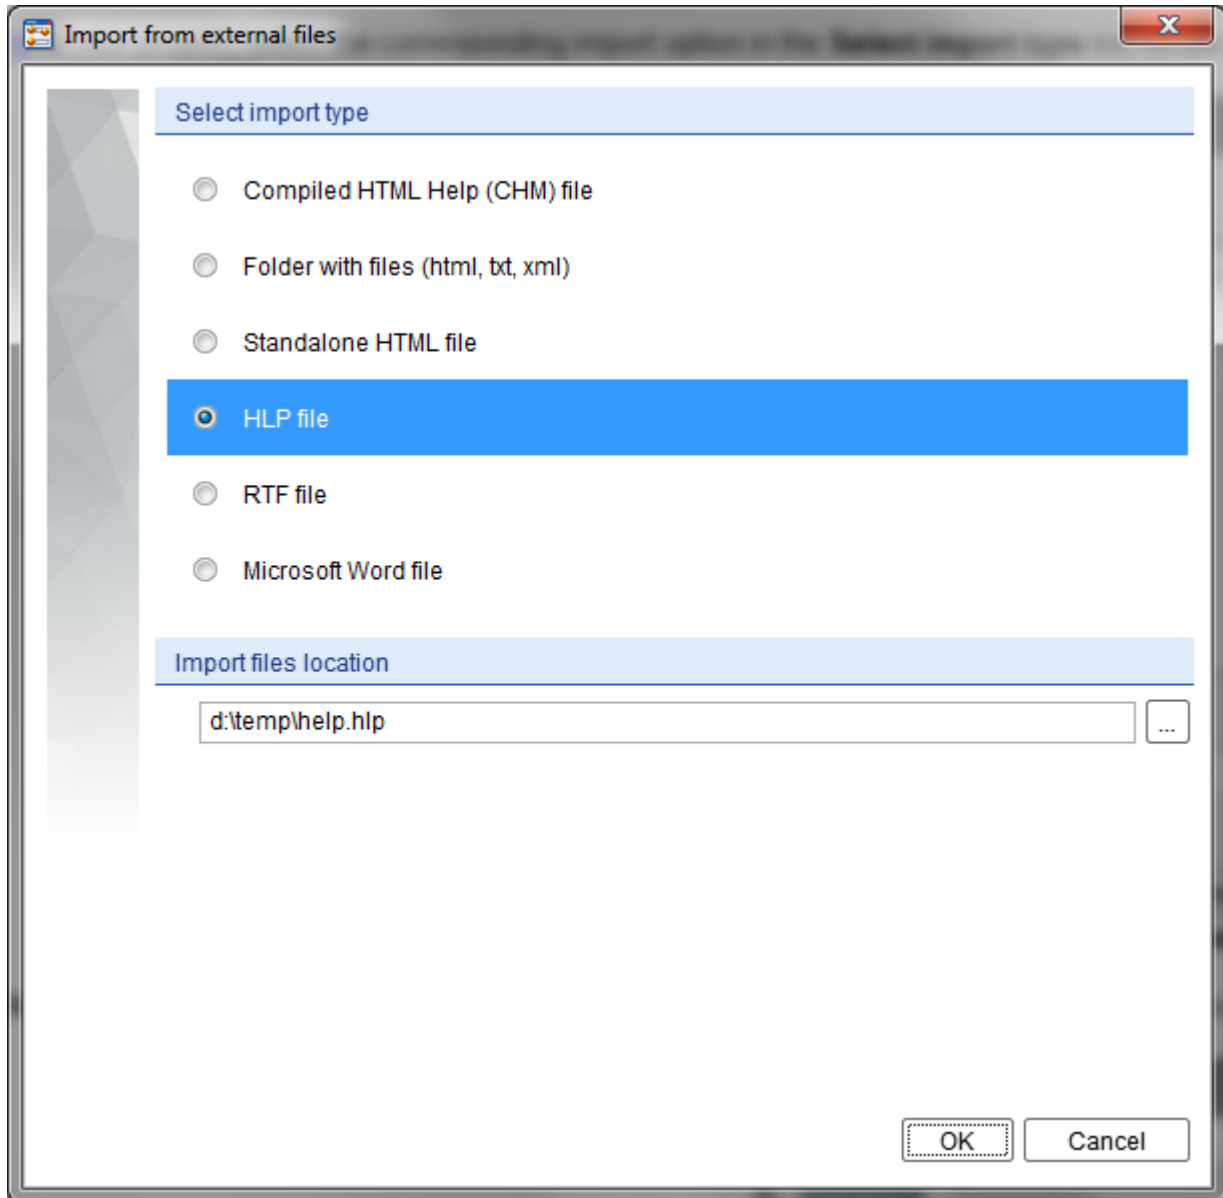 Import from external files
Select import type
Compiled HTML Help (CHM) file
Folder with files (html, txt, xml)
Standalone HTML file
HLP file
RTF file
Microsoft Word file
Import files location
d:\temp\help.hlp
...
OK
Cancel